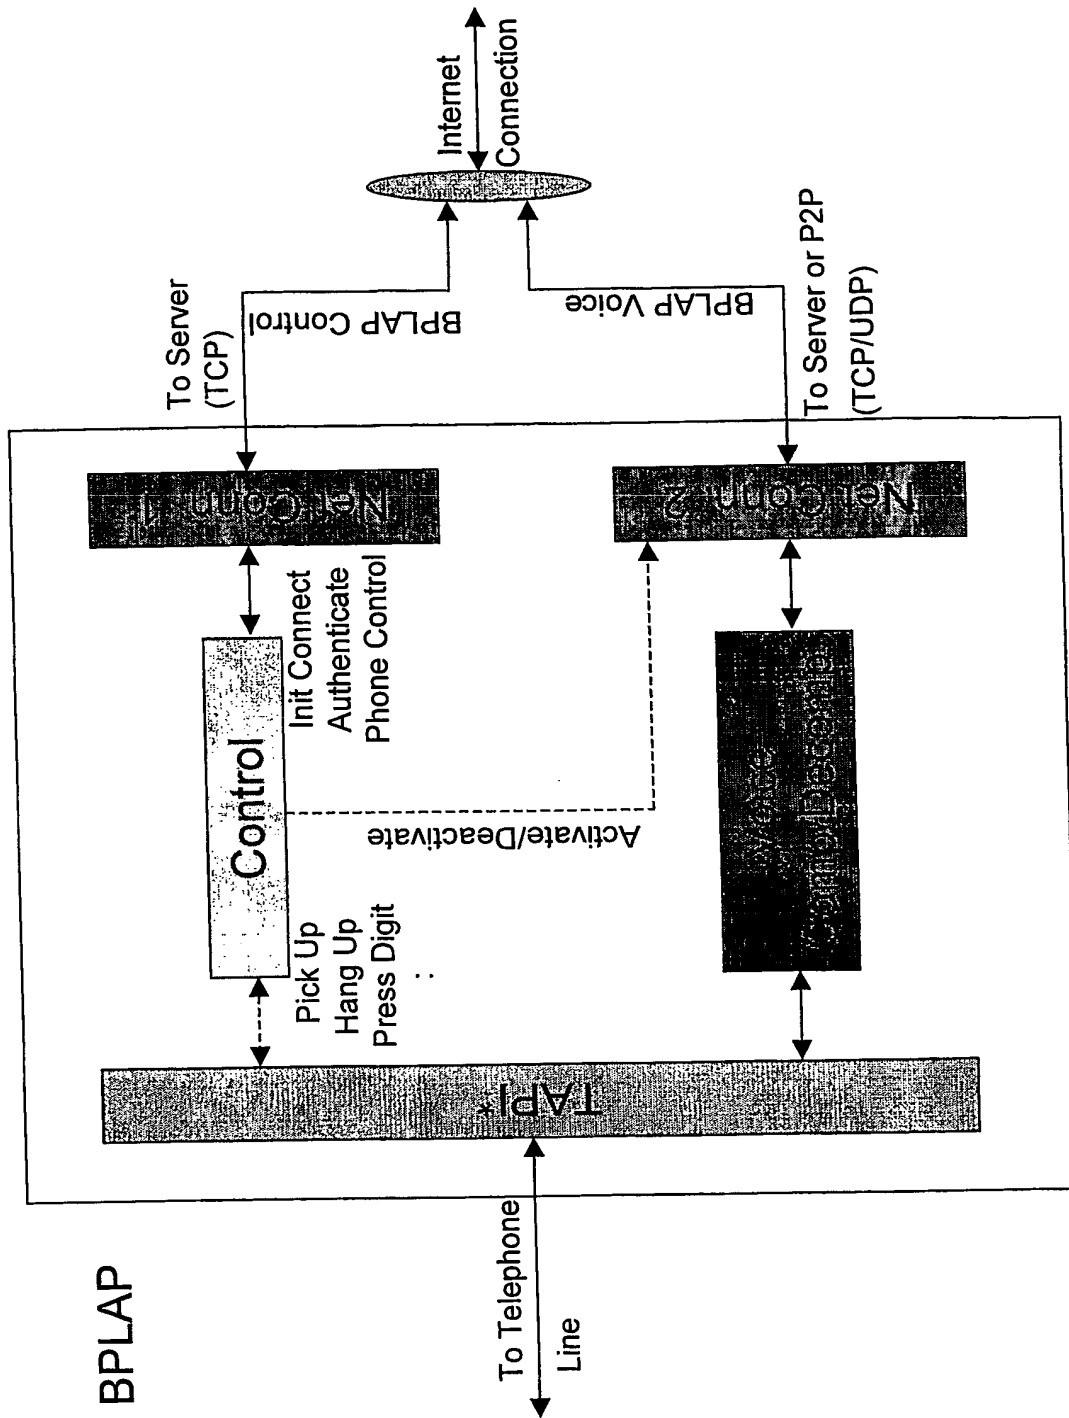 BPLAP
To Telephone
Line
TAPI*
Pick Up
Hang Up
Press Digit
:
Control
Init Connect
Authenticate
Phone Control
Activate/Deactivate
Voice
Net Conn 1
Net Conn 2
To Server
(TCP)
BPLAP Control
BPLAP Voice
To Server or P2P
(TCP/UDP)
Internet
Connection